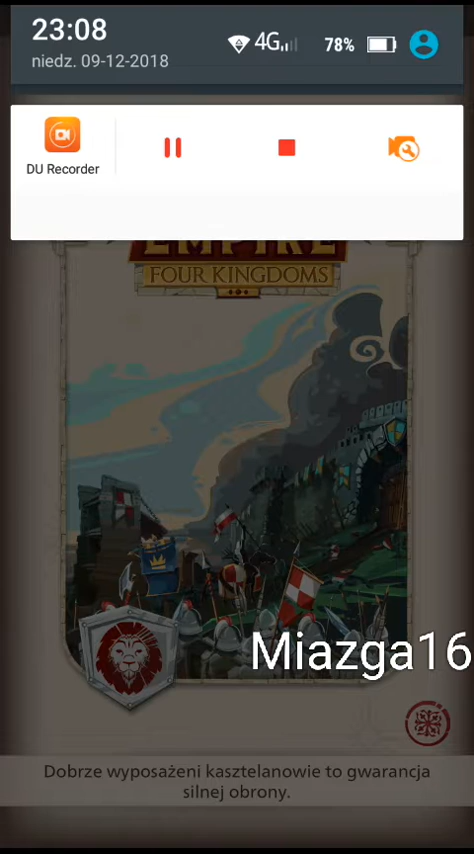 23:08
4G
78%
niedz. 09-12-2018
DU Recorder
EMPIRE
FOUR KINGDOMS
Miazga16
Dobrze wyposażeni kasztelanowie to gwarancja
silnej obrony.